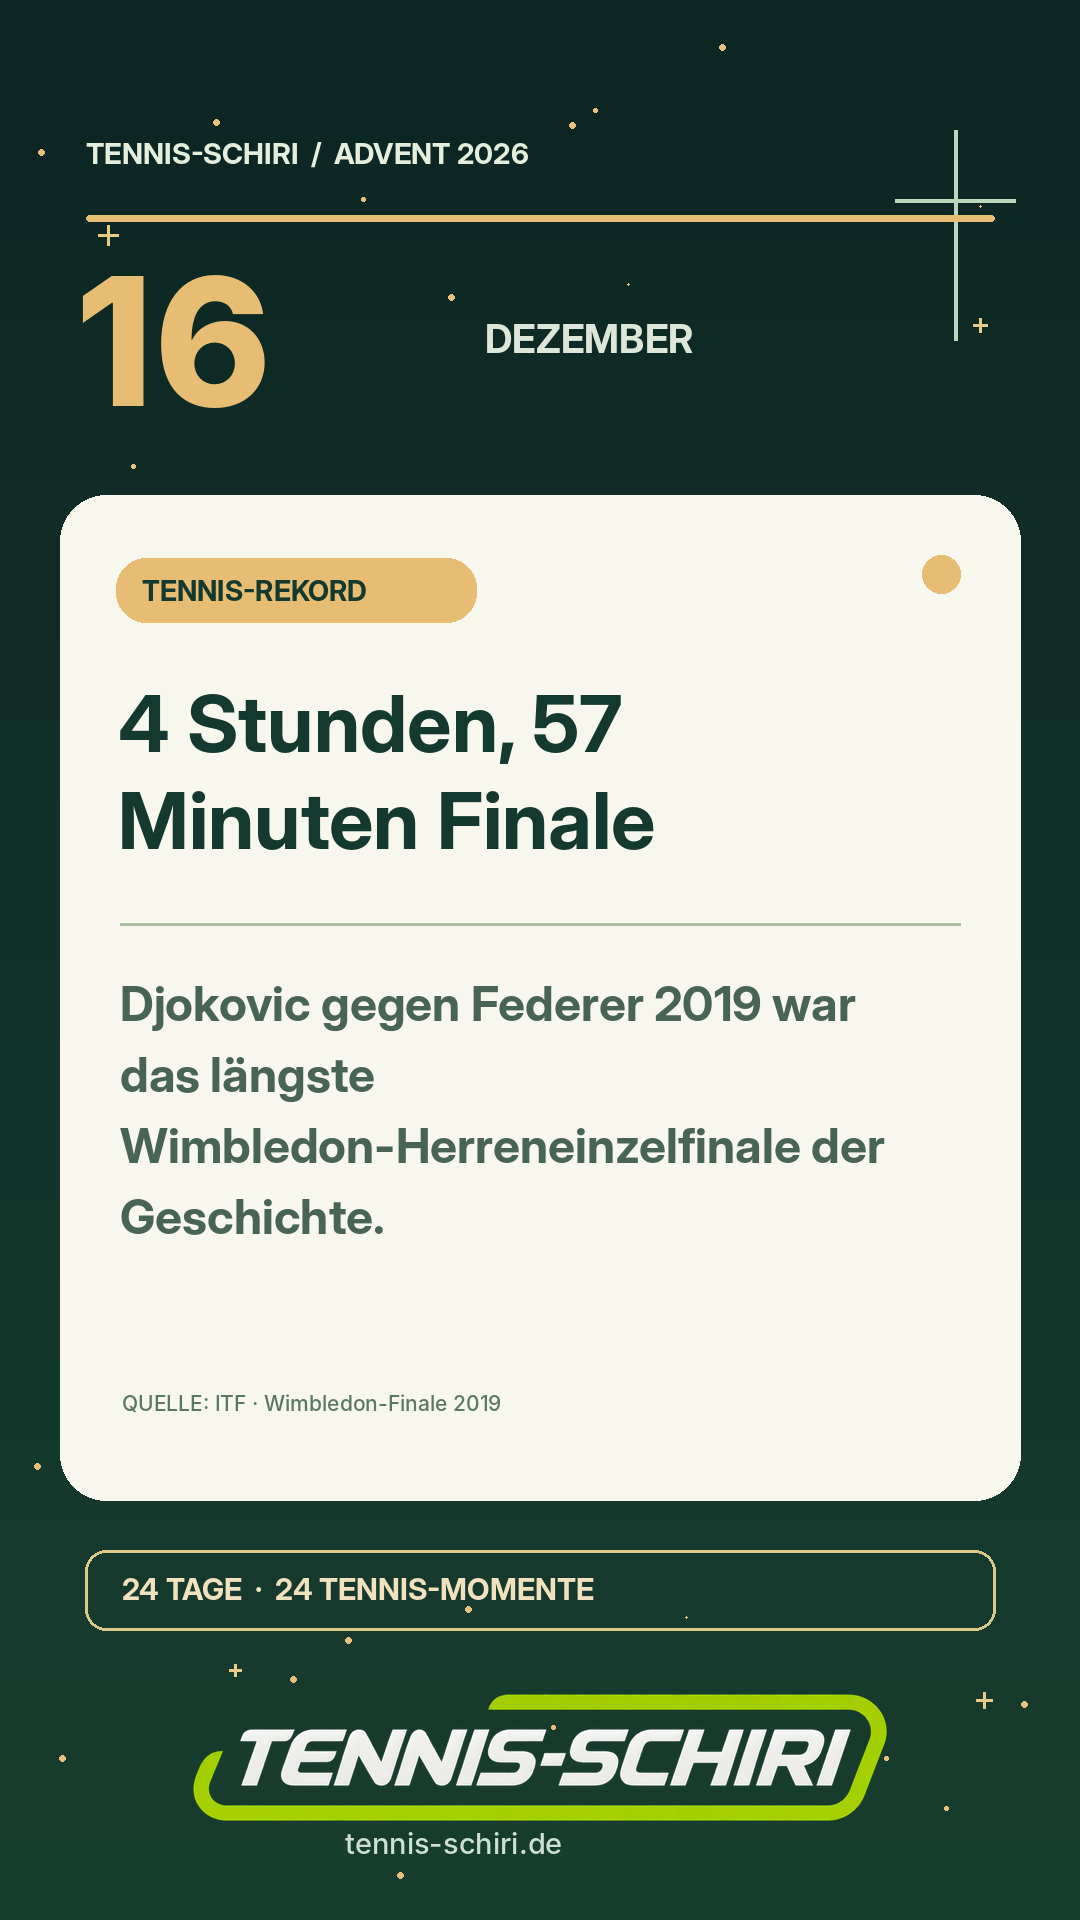 TENNIS-SCHIRI / ADVENT 2026
16
DEZEMBER
TENNIS-REKORD
4 Stunden, 57
Minuten Finale
Djokovic gegen Federer 2019 war
das längste
Wimbledon-Herreneinzelfinale der
Geschichte.
QUELLE: ITF · Wimbledon-Finale 2019
24 TAGE · 24 TENNIS-MOMENTE
TENNIS-SCHIRI
tennis-schiri.de